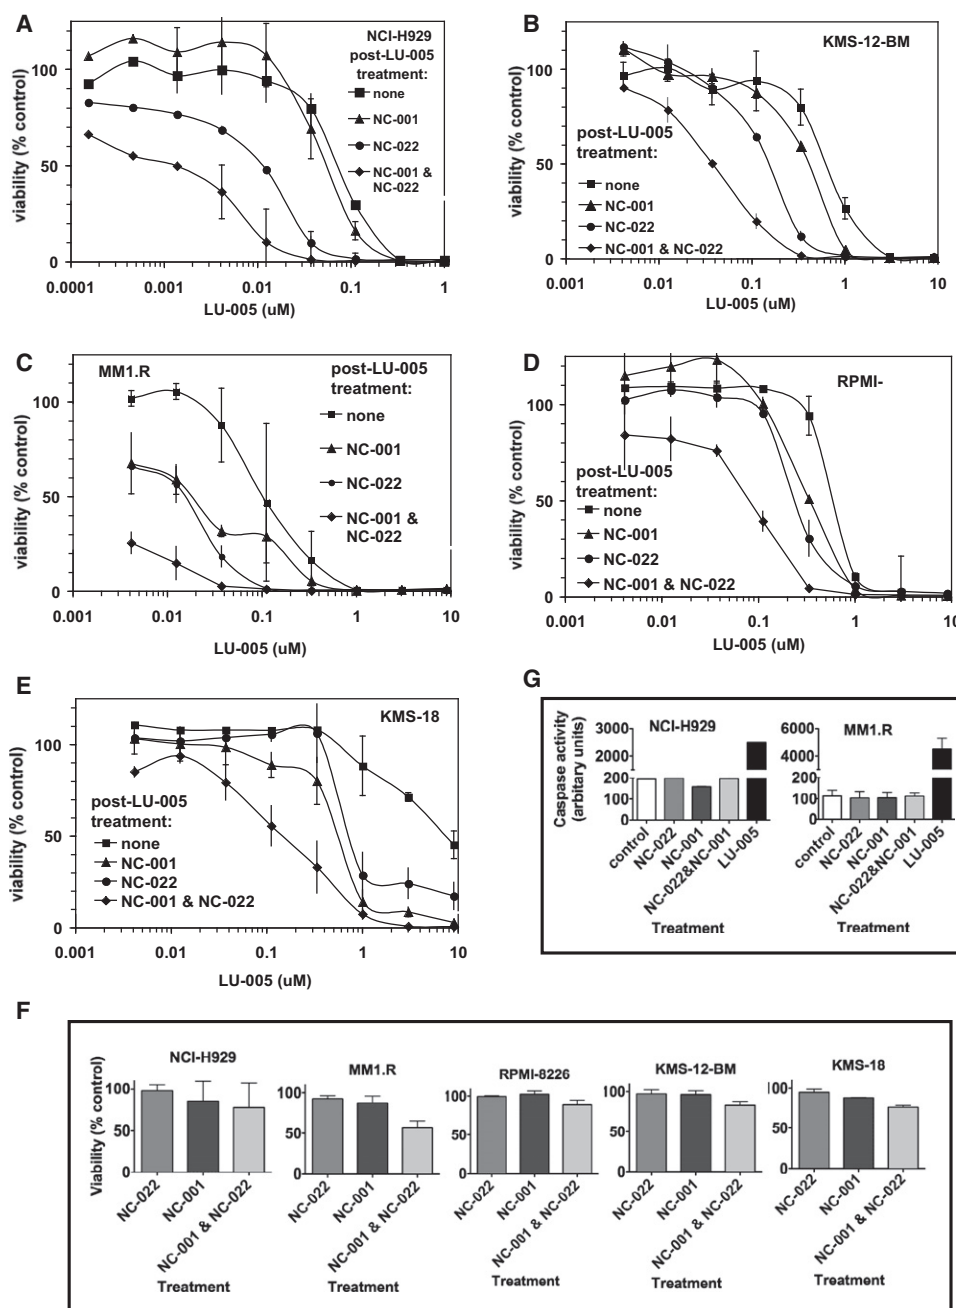 A
NCI-H929
post-LU-005
treatment:
none
NC-001
NC-022
NC-001 &
NC-022
viability (% control)
100
50
0
0.0001
0.001
0.01
0.1
1
LU-005 (uM)
B
KMS-12-BM
post-LU-005
treatment:
none
NC-001
NC-022
NC-001 & NC-022
viability (% control)
100
50
0
0.001
0.01
0.1
1
10
LU-005 (uM)
C
MM1.R
post-LU-005
treatment:
none
NC-001
NC-022
NC-001 &
NC-022
viability (% control)
100
50
0
0.001
0.01
0.1
1
10
LU-005 (uM)
D
RPMI-
post-LU-005
treatment:
none
NC-001
NC-022
NC-001 & NC-022
viability (% control)
100
50
0
0.001
0.01
0.1
1
10
LU-005 (uM)
E
KMS-18
post-LU-005
treatment:
none
NC-001
NC-022
NC-001 & NC-022
viability (% control)
100
50
0
0.001
0.01
0.1
1
10
LU-005 (uM)
G
NCI-H929
Caspase activity
(arbitary units)
3000
2000
200
100
0
control
NC-022
NC-001
NC-022&NC-001
LU-005
Treatment
MM1.R
6000
4000
2000
200
100
0
control
NC-022
NC-001
NC-022&NC-001
LU-005
Treatment
F
NCI-H929
Viability (% control)
100
50
0
NC-022
NC-001
NC-001 & NC-022
Treatment
MM1.R
100
50
0
NC-022
NC-001
NC-001 & NC-022
Treatment
RPMI-8226
100
50
0
NC-022
NC-001
NC-001 & NC-022
Treatment
KMS-12-BM
100
50
0
NC-022
NC-001
NC-001 & NC-022
Treatment
KMS-18
100
50
0
NC-022
NC-001
NC-001 & NC-022
Treatment